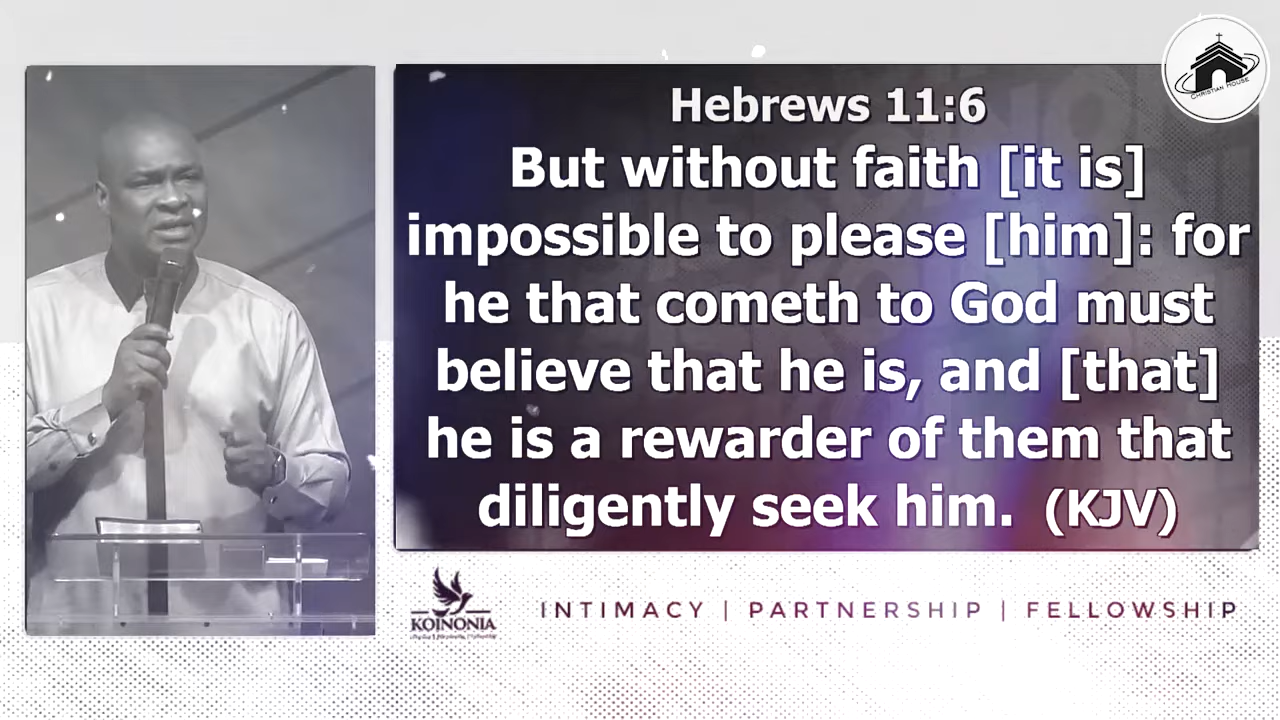 CHRISTIAN HOUSE
Hebrews 11:6
But without faith [it is]
impossible to please [him]: for
he that cometh to God must
believe that he is, and [that]
he is a rewarder of them that
diligently seek him. (KJV)
KOINONIA
INTIMACY | PARTNERSHIP | FELLOWSHIP